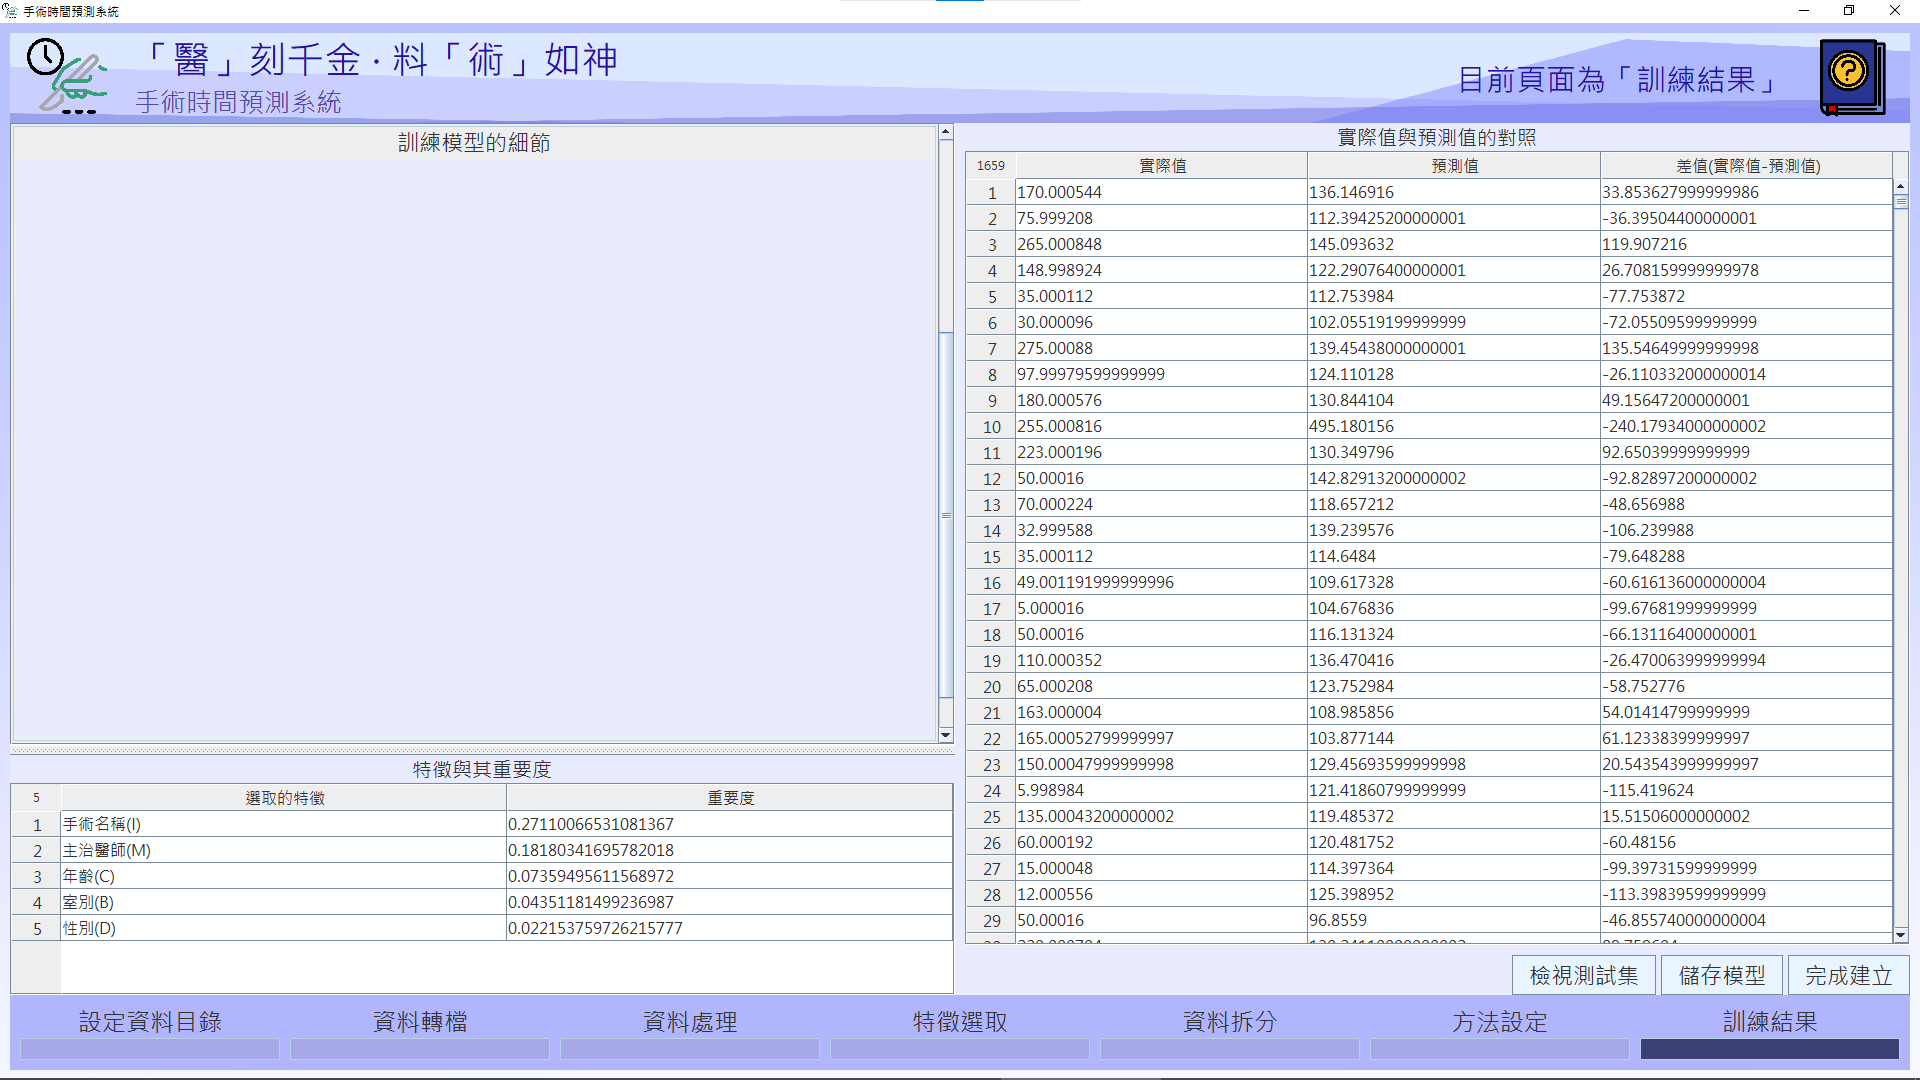 手術時間預測系統
「醫」刻千金 · 料「術」如神
手術時間預測系統
目前頁面為「訓練結果」
訓練模型的細節
特徵與其重要度
5 選取的特徵 重要度
1 手術名稱(I) 0.27110066531081367
2 主治醫師(M) 0.18180341695782018
3 年齡(C) 0.07359495611568972
4 室別(B) 0.04351181499236987
5 性別(D) 0.022153759726215777
實際值與預測值的對照
1659 實際值 預測值 差值(實際值-預測值)
1 170.000544 136.146916 33.853627999999986
2 75.999208 112.39425200000001 -36.39504400000001
3 265.000848 145.093632 119.907216
4 148.998924 122.29076400000001 26.708159999999978
5 35.000112 112.753984 -77.753872
6 30.000096 102.05519199999999 -72.05509599999999
7 275.00088 139.45438000000001 135.54649999999998
8 97.99979599999999 124.110128 -26.110332000000014
9 180.000576 130.844104 49.15647200000001
10 255.000816 495.180156 -240.17934000000002
11 223.000196 130.349796 92.65039999999999
12 50.00016 142.82913200000002 -92.82897200000002
13 70.000224 118.657212 -48.656988
14 32.999588 139.239576 -106.239988
15 35.000112 114.6484 -79.648288
16 49.001191999999996 109.617328 -60.616136000000004
17 5.000016 104.676836 -99.67681999999999
18 50.00016 116.131324 -66.13116400000001
19 110.000352 136.470416 -26.470063999999994
20 65.000208 123.752984 -58.752776
21 163.000004 108.985856 54.01414799999999
22 165.00052799999997 103.877144 61.12338399999997
23 150.00047999999998 129.45693599999998 20.543543999999997
24 5.998984 121.41860799999999 -115.419624
25 135.00043200000002 119.485372 15.51506000000002
26 60.000192 120.481752 -60.48156
27 15.000048 114.397364 -99.39731599999999
28 12.000556 125.398952 -113.39839599999999
29 50.00016 96.8559 -46.855740000000004
檢視測試集 儲存模型 完成建立
設定資料目錄 資料轉檔 資料處理 特徵選取 資料拆分 方法設定 訓練結果